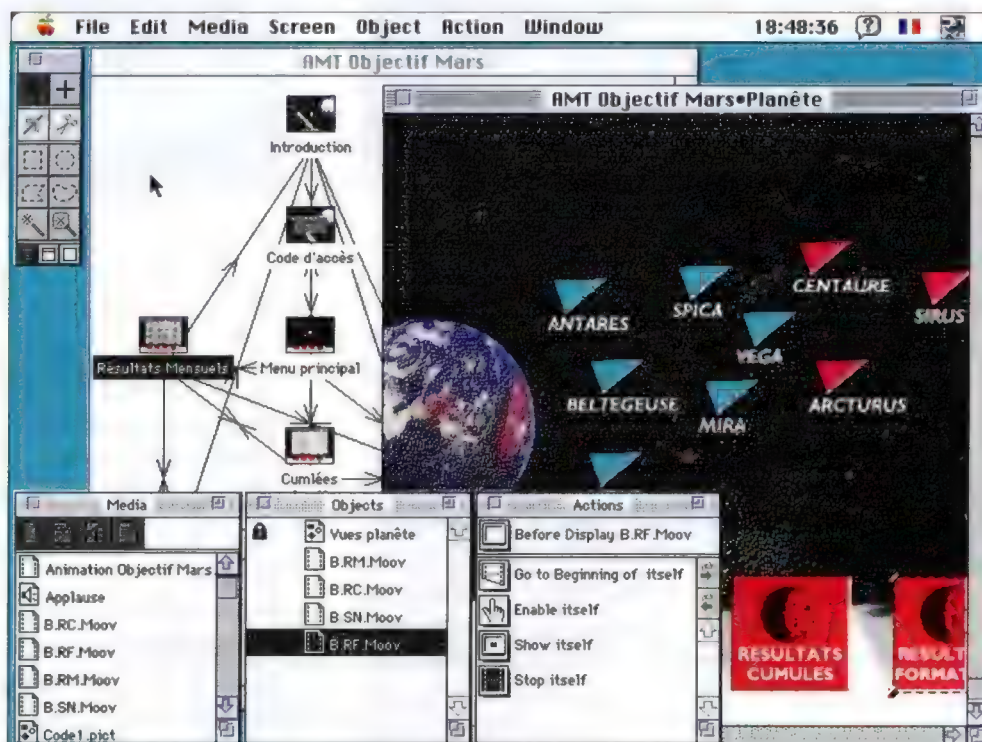 File Edit Media Screen Object Action Window 18:48:36
AMT Objectif Mars
AMT Objectif Mars•Planète
Introduction
Code d'accès
Résultats Mensuels
Menu principal
Cumlées
ANTARES
SPICA
CENTAURE
SIRUS
VEGA
BELTEGEUSE
MIRA
ARCTURUS
RESULTATS
CUMULES
RESULT
FORMAT
Media
Animation Objectif Mars
Applause
B.RC.Moov
B.RF.Moov
B.RM.Moov
B.SN.Moov
Code1.pict
Objects
Vues planête
B.RM.Moov
B.RC.Moov
B.SN.Moov
B.RF.Moov
Actions
Before Display B.RF.Moov
Go to Beginning of itself
Enable itself
Show itself
Stop itself